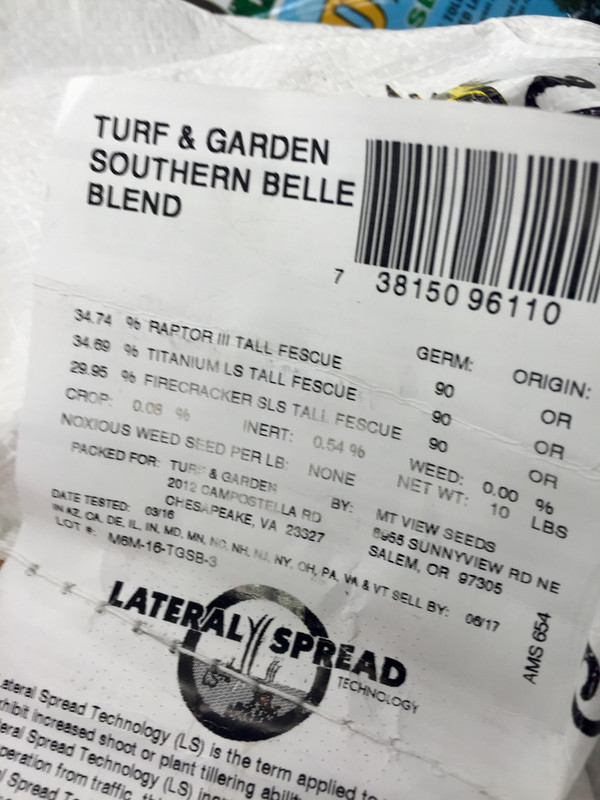 TURF & GARDEN
SOUTHERN BELLE
BLEND
7 38150 96110
GERM: ORIGIN:
34.74 % RAPTOR III TALL FESCUE 90 OR
34.69 % TITANIUM LS TALL FESCUE 90 OR
29.95 % FIRECRACKER SLS TALL FESCUE 90 OR
CROP: 0.08 % INERT: 0.54 % WEED: 0.00 %
NOXIOUS WEED SEED PER LB: NONE NET WT: 10 LBS
PACKED FOR: TURF & GARDEN BY: MT VIEW SEEDS
2012 CAMPOSTELLA RD 8955 SUNNYVIEW RD NE
CHESAPEAKE, VA 23327 SALEM, OR 97305
DATE TESTED: 03/16
IN AZ, CA, DE, IL, IN, MD, MN, NC, NH, NJ, NY, OH, PA, VA & VT SELL BY: 06/17
LOT #: M6M-16-TGSB-3
AMS 654
LATERAL SPREAD
TECHNOLOGY
Lateral Spread Technology (LS) is the term applied to
exhibit increased shoot or plant tillering
Lateral Spread Technology (LS)
from traffic,
Spread